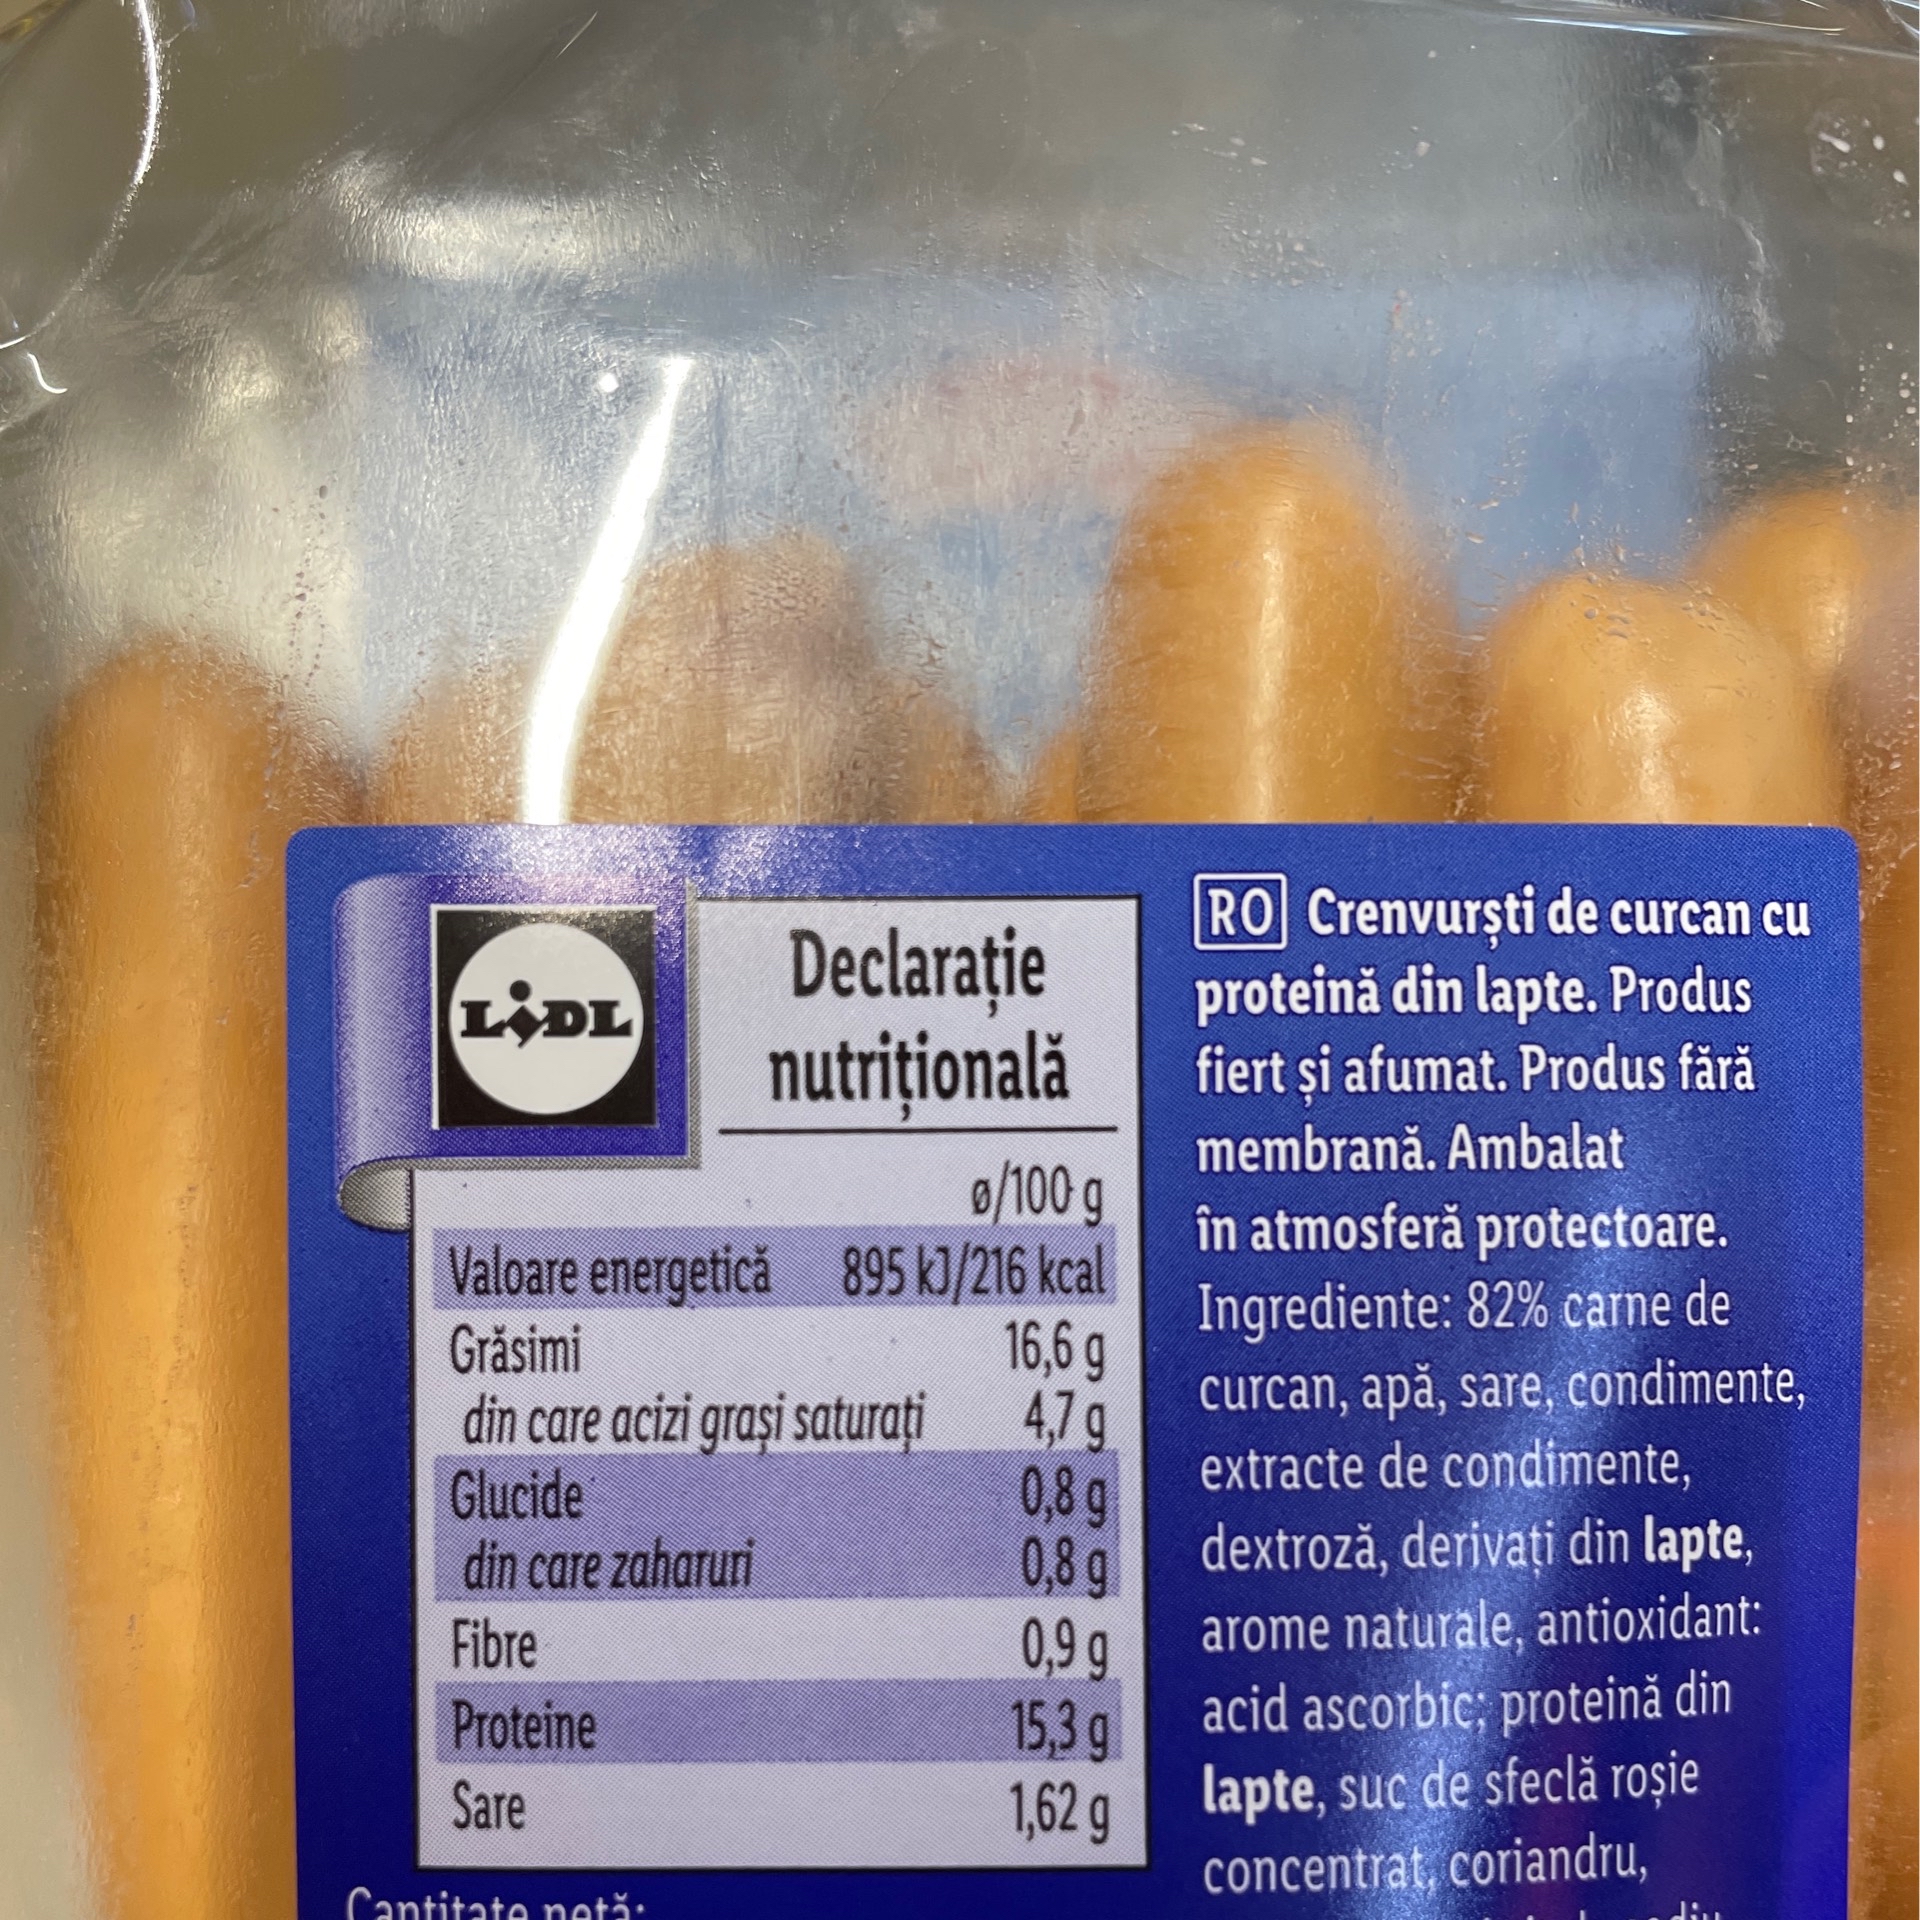 LiDL
Declarație
nutrițională
ø/100 g
Valoare energetică 895 kJ/216 kcal
Grăsimi 16,6 g
din care acizi grași saturați 4,7 g
Glucide 0,8 g
din care zaharuri 0,8 g
Fibre 0,9 g
Proteine 15,3 g
Sare 1,62 g
Cantitate netă:
RO Crenvurști de curcan cu
proteină din lapte. Produs
fiert și afumat. Produs fără
membrană. Ambalat
în atmosferă protectoare.
Ingrediente: 82% carne de
curcan, apă, sare, condimente,
extracte de condimente,
dextroză, derivați din lapte,
arome naturale, antioxidant:
acid ascorbic; proteină din
lapte, suc de sfeclă roșie
concentrat, coriandru,